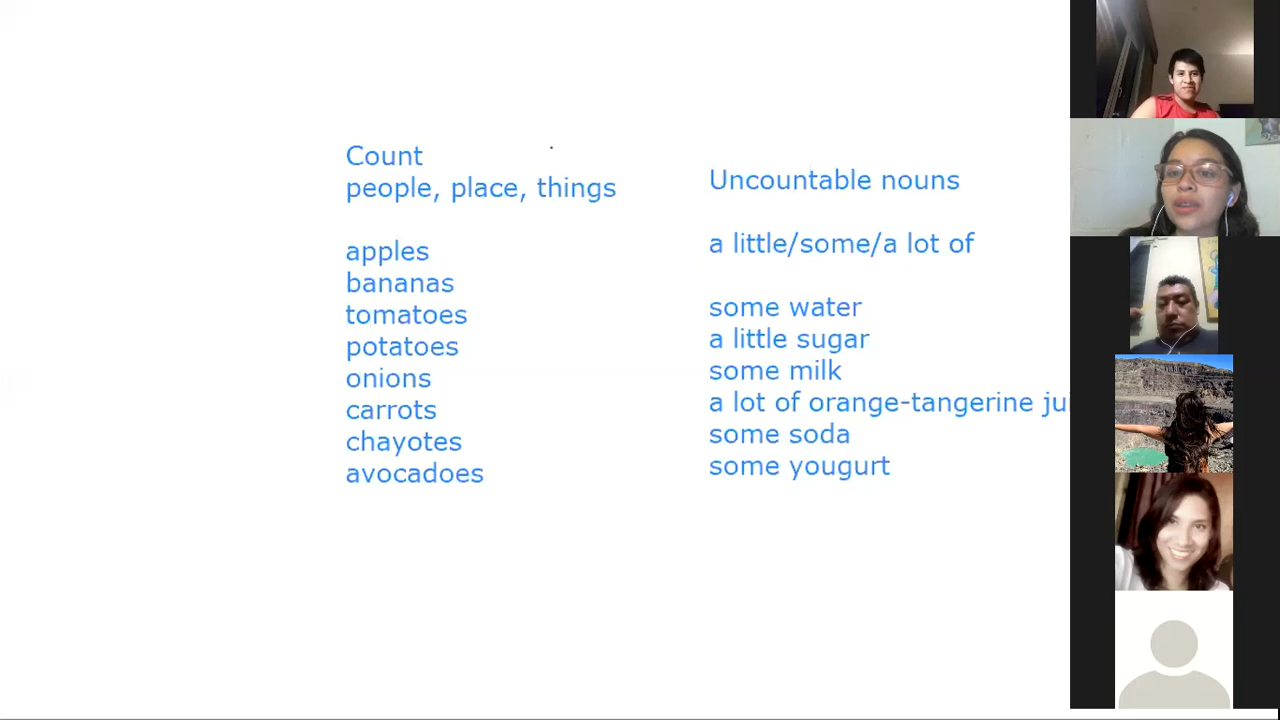 Count
people, place, things
apples
bananas
tomatoes
potatoes
onions
carrots
chayotes
avocadoes
Uncountable nouns
a little/some/a lot of
some water
a little sugar
some milk
a lot of orange-tangerine
some soda
some yougurt